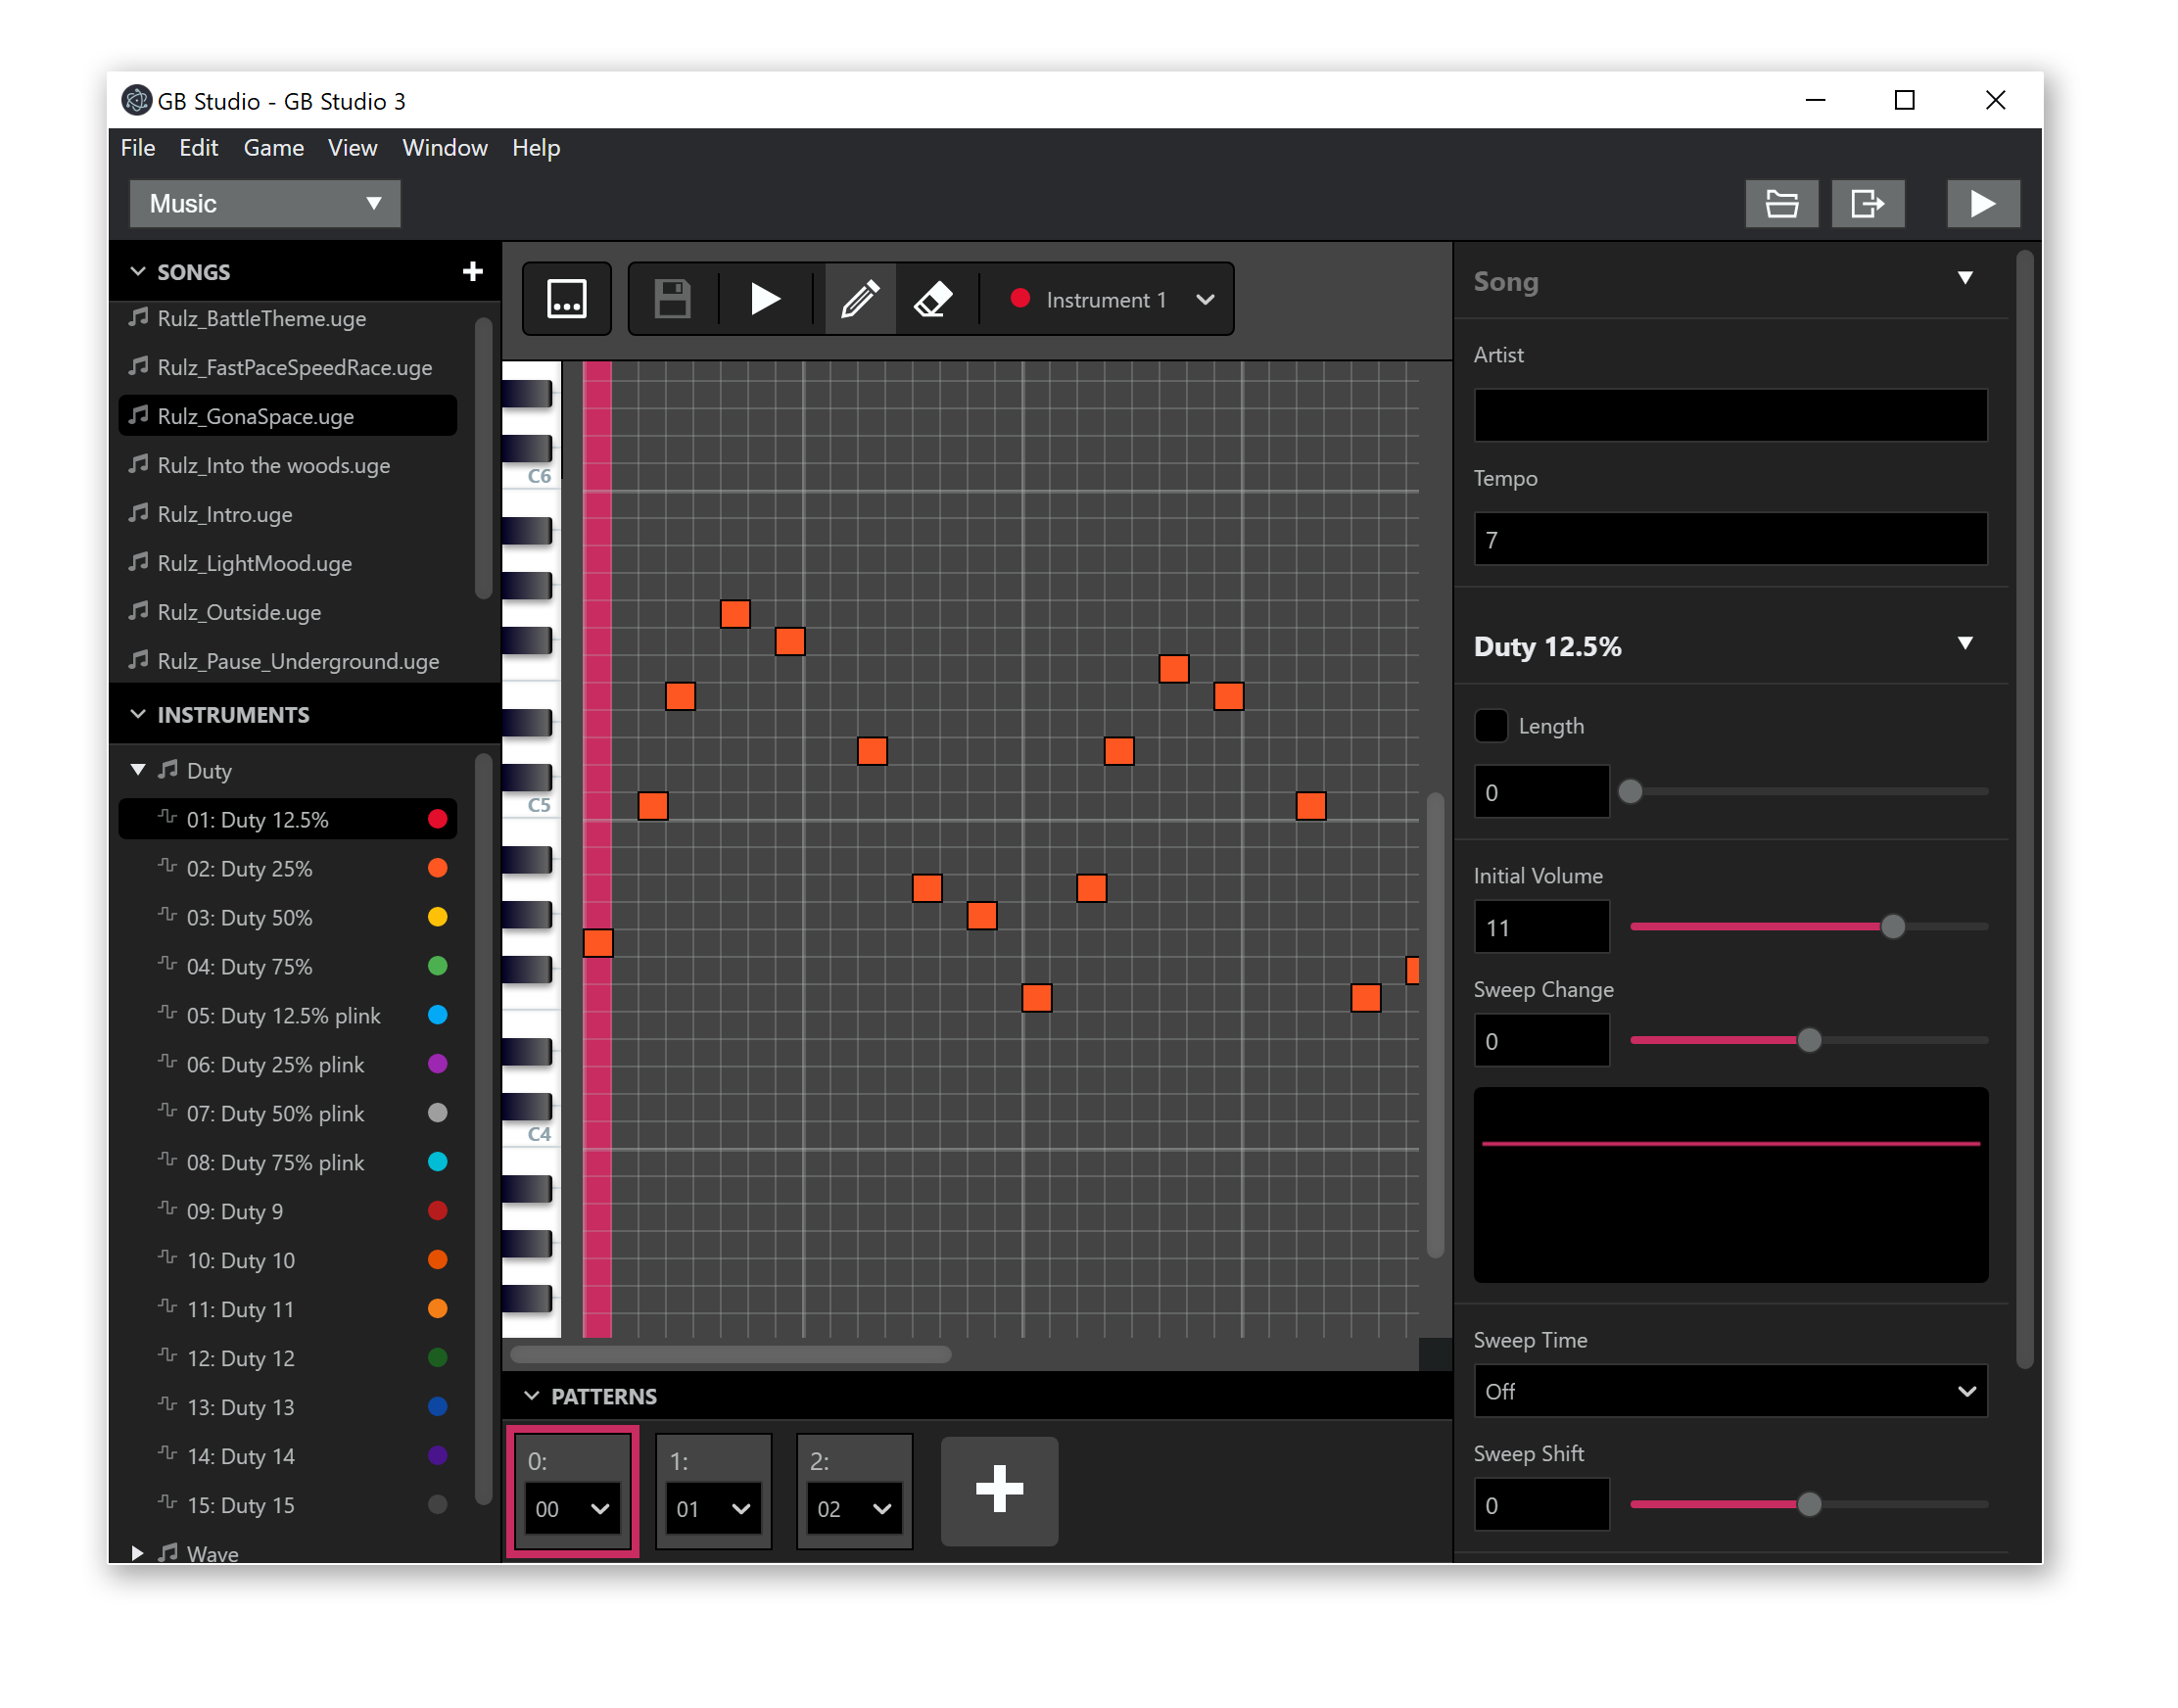 GB Studio - GB Studio 3
File Edit Game View Window Help
Music
SONGS
Rulz_BattleTheme.uge
Rulz_FastPaceSpeedRace.uge
Rulz_GonaSpace.uge
Rulz_Into the woods.uge
Rulz_Intro.uge
Rulz_LightMood.uge
Rulz_Outside.uge
Rulz_Pause_Underground.uge
INSTRUMENTS
Duty
01: Duty 12.5%
02: Duty 25%
03: Duty 50%
04: Duty 75%
05: Duty 12.5% plink
06: Duty 25% plink
07: Duty 50% plink
08: Duty 75% plink
09: Duty 9
10: Duty 10
11: Duty 11
12: Duty 12
13: Duty 13
14: Duty 14
15: Duty 15
Wave
Instrument 1
C6
C5
C4
PATTERNS
0: 1: 2:
00 01 02
Song
Artist
Tempo
7
Duty 12.5%
Length
0
Initial Volume
11
Sweep Change
0
Sweep Time
Off
Sweep Shift
0